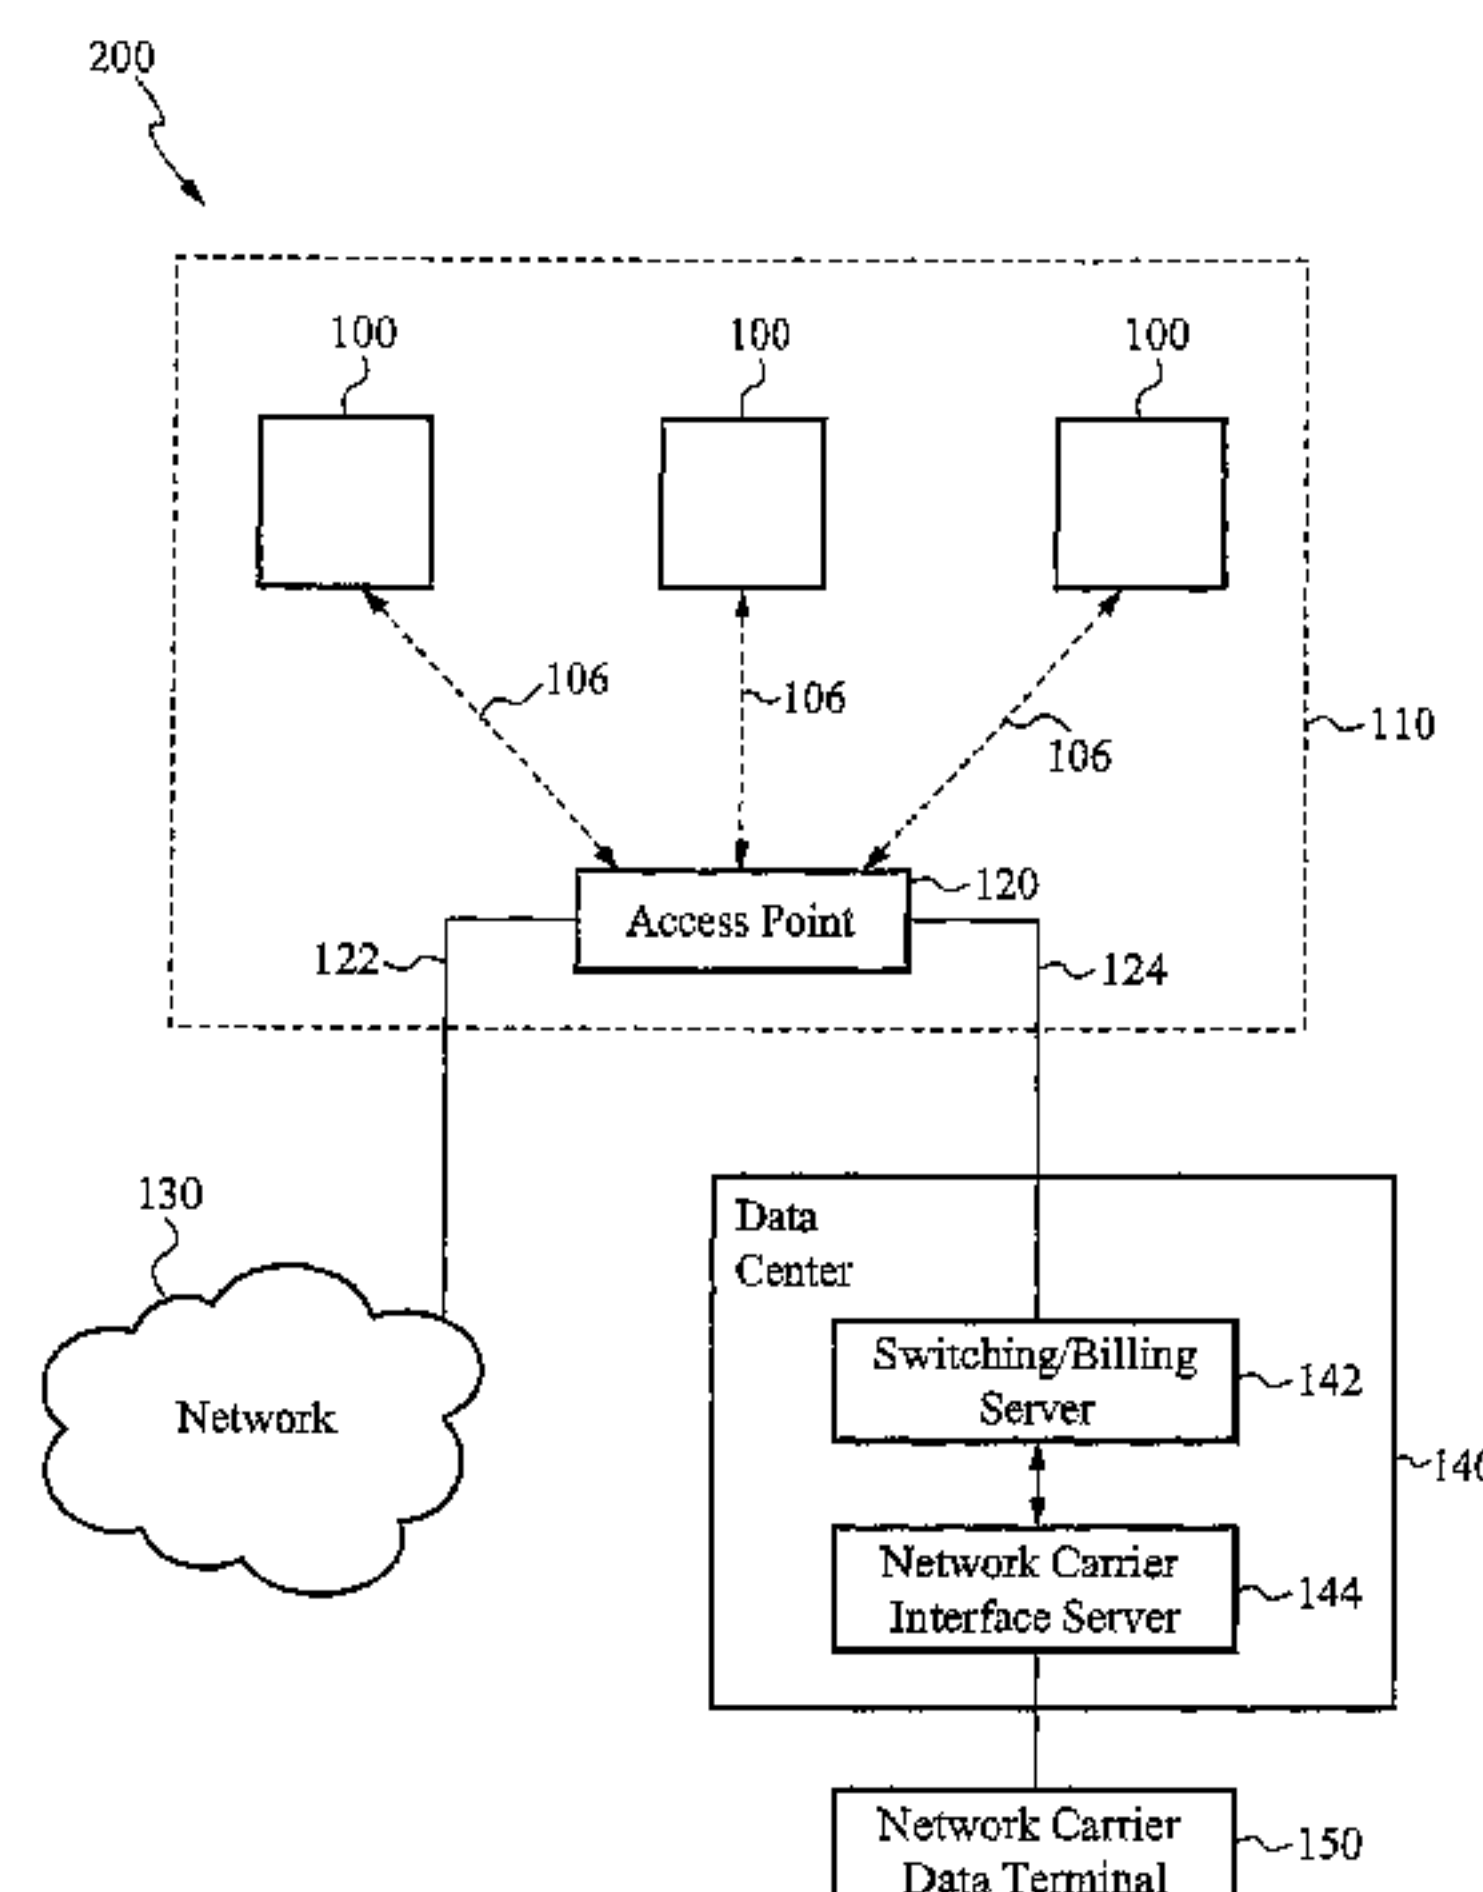 200
100
100
100
106
106
106
110
120
Access Point
122
124
130
Data
Center
Switching/Billing
Server
142
Network
Network Carrier
Interface Server
144
Network Carrier
Data Terminal
150